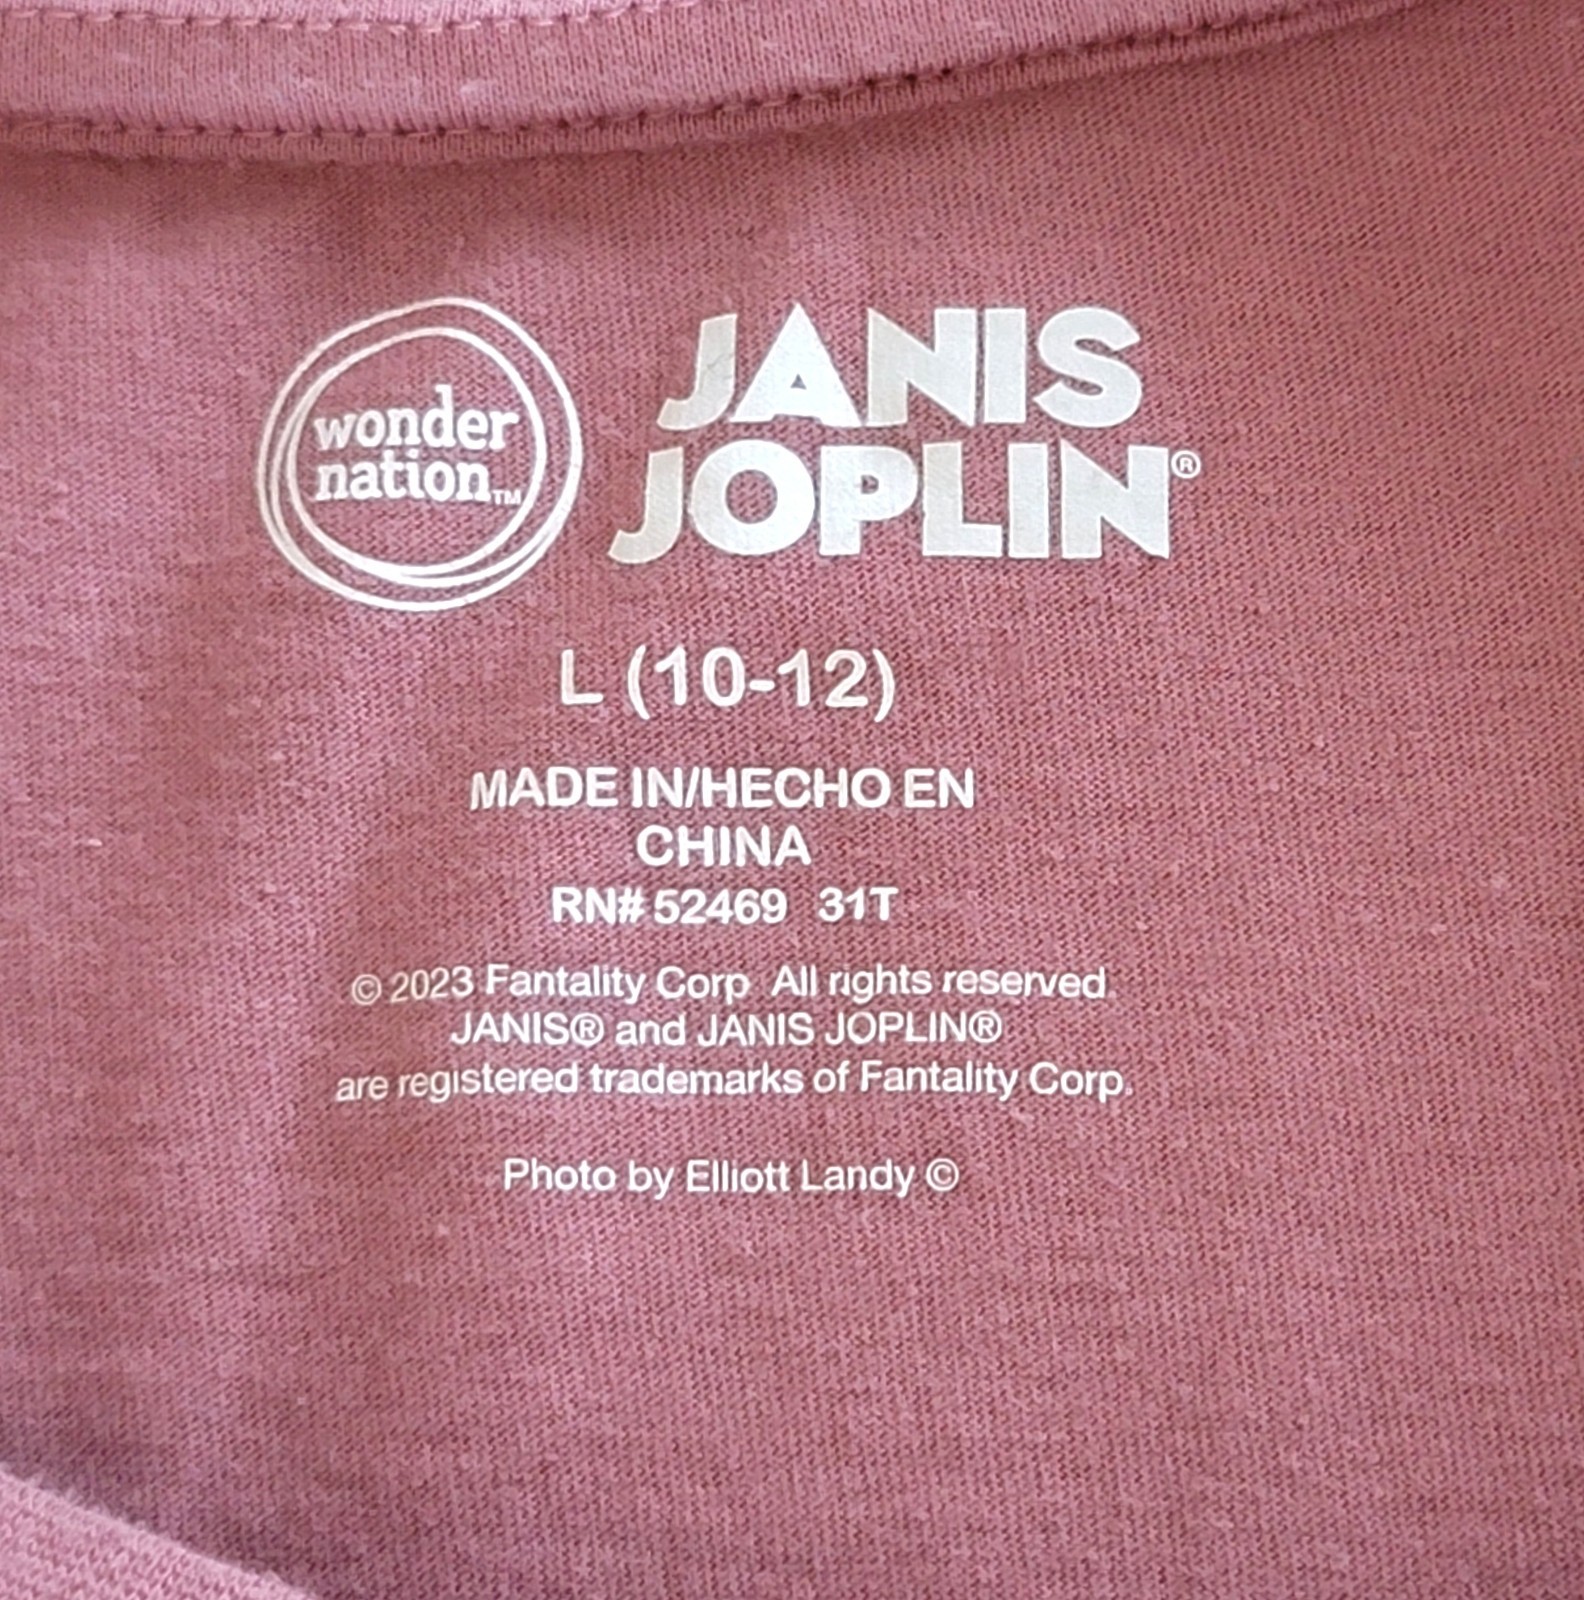 wonder
nation™
JANIS
JOPLIN®
L (10-12)
MADE IN/HECHO EN
CHINA
RN# 52469 31T
© 2023 Fantality Corp All rights reserved.
JANIS® and JANIS JOPLIN®
are registered trademarks of Fantality Corp.
Photo by Elliott Landy ©